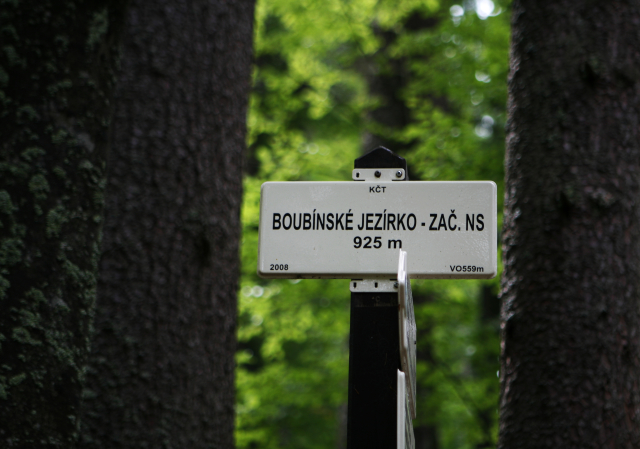 KČT
BOUBÍNSKÉ JEZÍRKO - ZAČ. NS
925 m
2008 VO559m